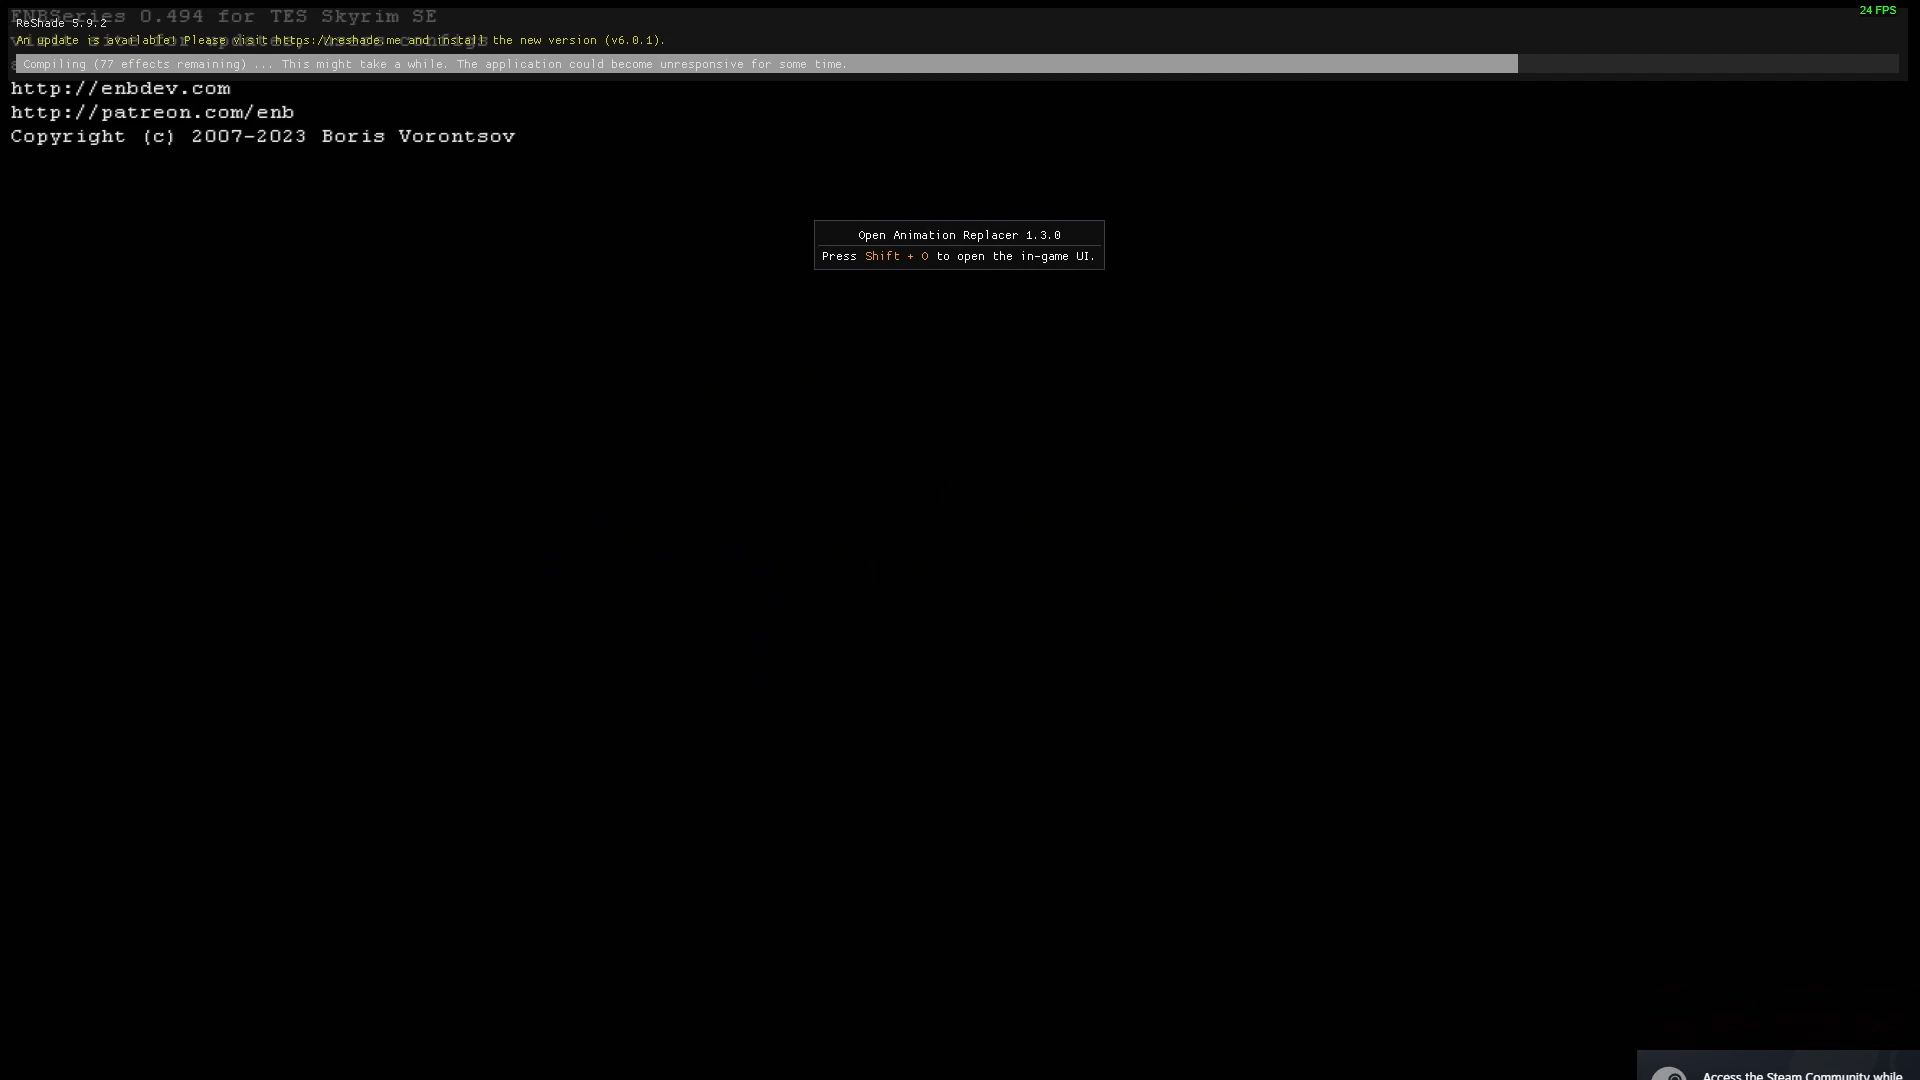 ENBSeries 0.494 for TES Skyrim SE
24 FPS
ReShade 5.9.2
An update is available! Please visit https://reshade.me and install the new version (v6.0.1).
Compiling (77 effects remaining) ... This might take a while. The application could become unresponsive for some time.
http://enbdev.com
http://patreon.com/enb
Copyright (c) 2007-2023 Boris Vorontsov
Open Animation Replacer 1.3.0
Press Shift + O to open the in-game UI.
Access the Steam Community while